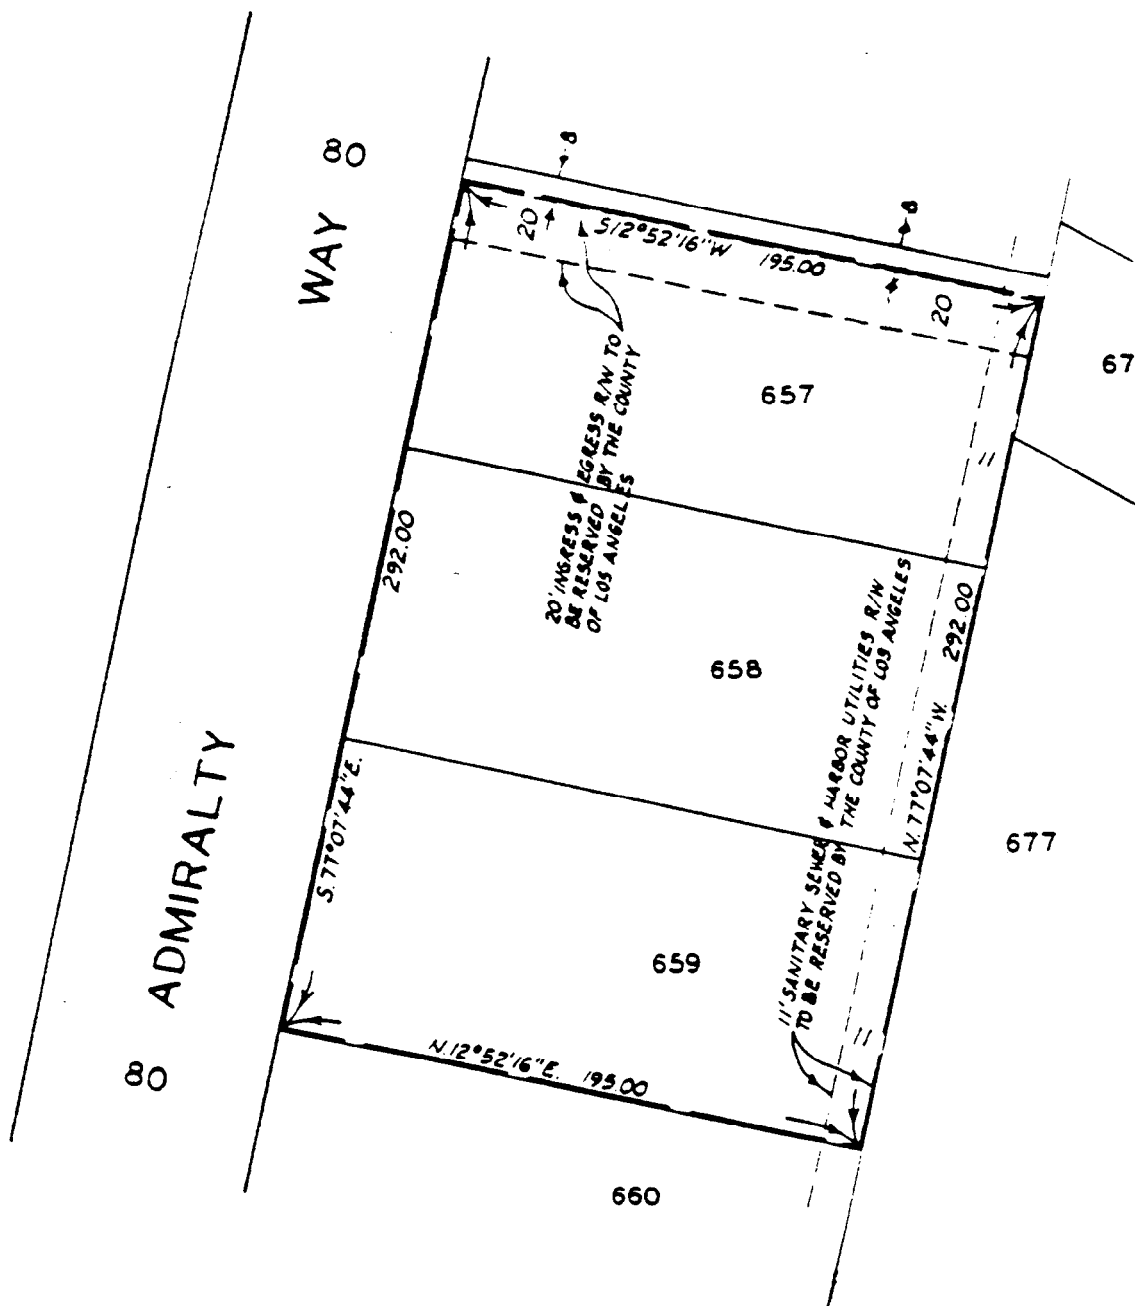 80
WAY
ADMIRALTY
80
8
8
20
S12°52'16"W 195.00
20
20' INGRESS & EGRESS R/W TO
BE RESERVED BY THE COUNTY
OF LOS ANGELES
657
67
11
292.00
658
S.77°07'44"E.
11' SANITARY SEWER & HARBOR UTILITIES R/W
TO BE RESERVED BY THE COUNTY OF LOS ANGELES
N.77°07'44"W. 292.00
677
659
11
N.12°52'16"E. 195.00
660